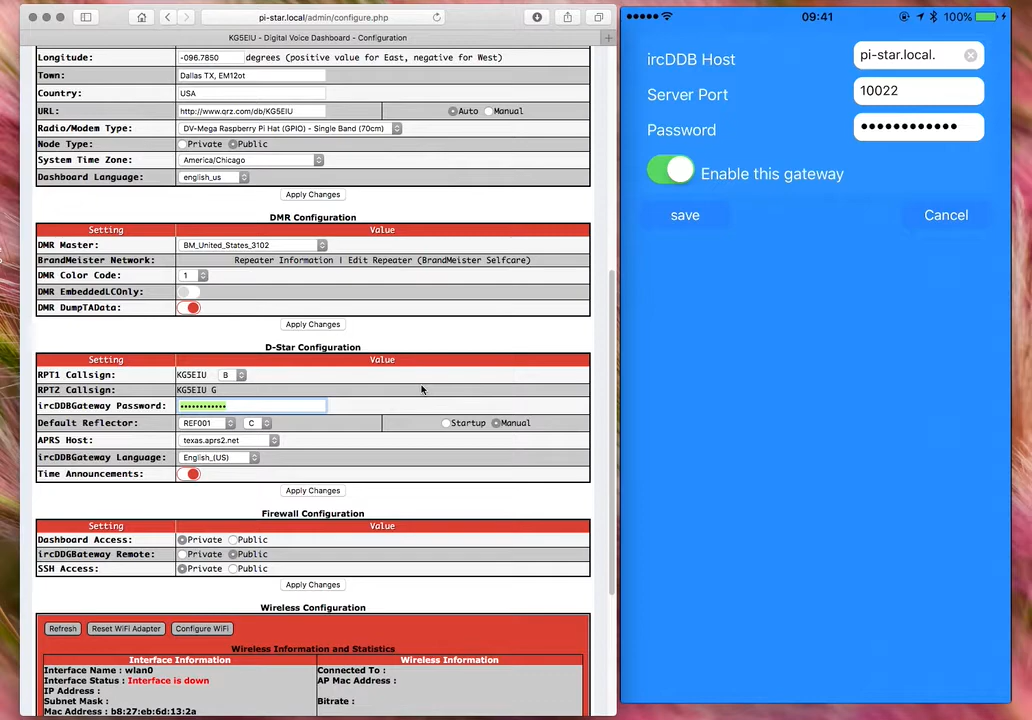 pi-star.local/admin/configure.php
KG5EIU - Digital Voice Dashboard - Configuration
Longitude: -096.7850 degrees (positive value for East, negative for West)
Town: Dallas TX, EM12ot
Country: USA
URL: http://www.qrz.com/db/KG5EIU Auto Manual
Radio/Modem Type: DV-Mega Raspberry Pi Hat (GPIO) - Single Band (70cm)
Node Type: Private Public
System Time Zone: America/Chicago
Dashboard Language: english_us
Apply Changes
DMR Configuration
Setting Value
DMR Master: BM_United_States_3102
BrandMeister Network: Repeater Information | Edit Repeater (BrandMeister Selfcare)
DMR Color Code: 1
DMR EmbeddedLCOnly:
DMR DumpTAData:
Apply Changes
D-Star Configuration
Setting Value
RPT1 Callsign: KG5EIU B
RPT2 Callsign: KG5EIU G
ircDDBGateway Password: ••••••••••••
Default Reflector: REF001 C Startup Manual
APRS Host: texas.aprs2.net
ircDDBGateway Language: English_(US)
Time Announcements:
Apply Changes
Firewall Configuration
Setting Value
Dashboard Access: Private Public
ircDDGBateway Remote: Private Public
SSH Access: Private Public
Apply Changes
Wireless Configuration
Refresh Reset WiFi Adapter Configure WiFi
Wireless Information and Statistics
Interface Information Wireless Information
Interface Name : wlan0 Connected To :
Interface Status : Interface is down AP Mac Address :
IP Address :
Subnet Mask : Bitrate :
Mac Address : b8:27:eb:6d:13:2a
09:41 100%
ircDDB Host pi-star.local.
Server Port 10022
Password ••••••••••••
Enable this gateway
save Cancel